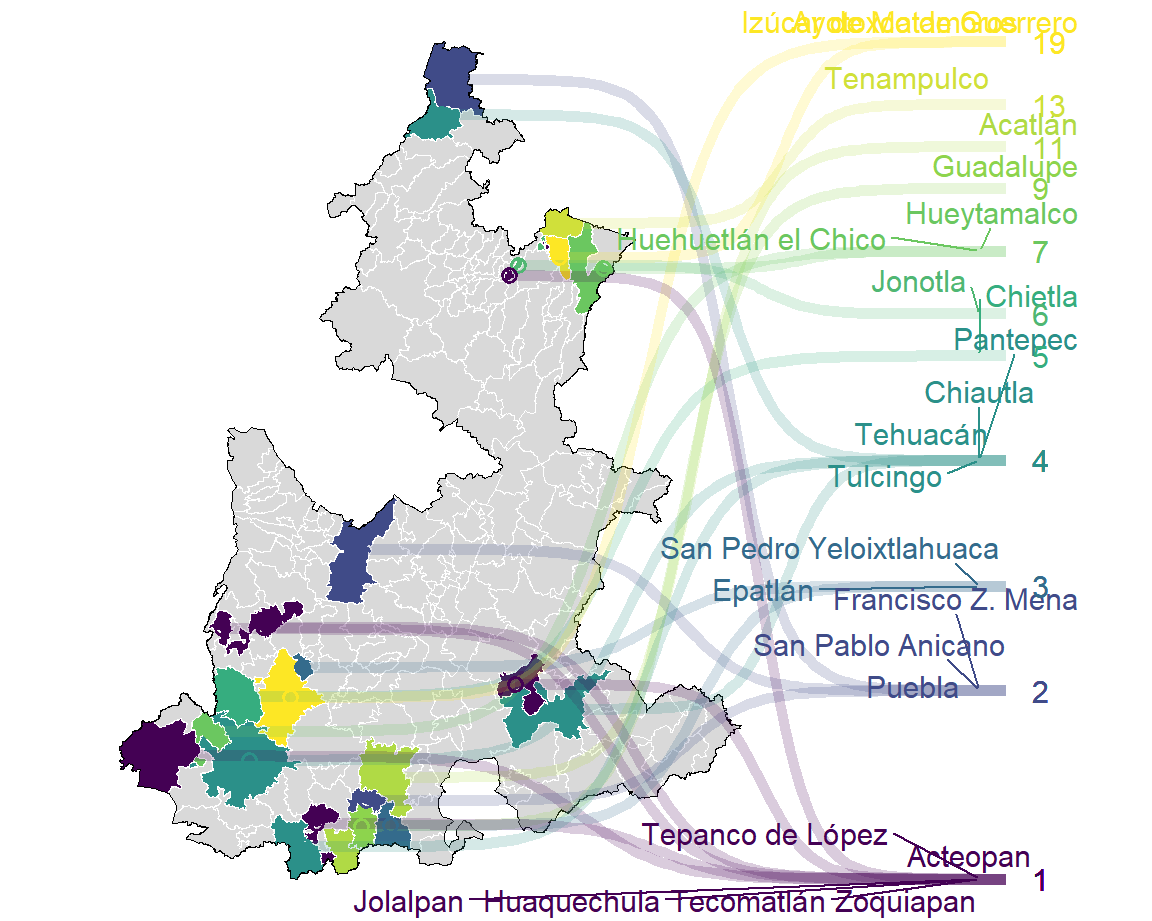 Izúcar de Matamoros
Ayotoxco de Guerrero
19
Tenampulco
13
Acatlán
11
Guadalupe
9
Hueytamalco
Huehuetlán el Chico
7
Jonotla
Chietla
6
Pantepec
5
Chiautla
Tehuacán
4
Tulcingo
San Pedro Yeloixtlahuaca
3
Epatlán
Francisco Z. Mena
San Pablo Anicano
Puebla
2
Tepanco de López
Acteopan
1
Jolalpan
Huaquechula
Tecomatlán
Zoquiapan